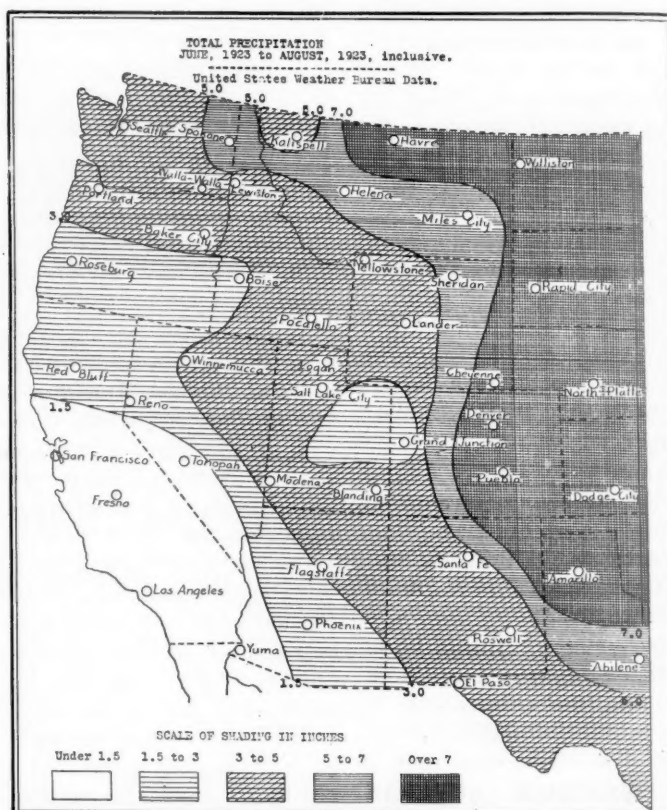 TOTAL PRECIPITATION
JUNE, 1923 to AUGUST, 1923, inclusive.
United States Weather Bureau Data.
5.0
5.0
5.0 7.0
Seattle
Spokane
Kalispell
Havre
Williston
Walla-Walla
Lewiston
Helena
Portland
Miles City
3.0
Baker City
Roseburg
Boise
Yellowstone
Sheridan
Rapid City
Pocatello
Lander
Red Bluff
Winnemucca
Logan
Cheyenne
North Platte
Salt Lake City
Reno
1.5
Denver
Grand Junction
San Francisco
Tonopah
Pueblo
Modena
Blanding
Dodge City
Fresno
Santa Fe
Flagstaff
Amarillo
Los Angeles
Phoenix
Roswell
7.0
Yuma
Abilene
1.5
3.0
El Paso
SCALE OF SHADING IN INCHES
Under 1.5
1.5 to 3
3 to 5
5 to 7
Over 7